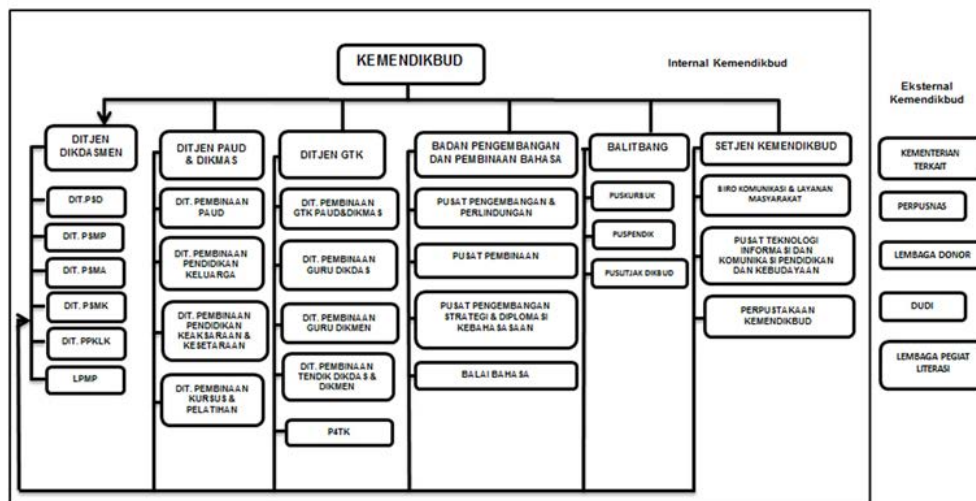 KEMENDIKBUD
Internal Kemendikbud
Eksternal
Kemendikbud
DITJEN
DIKDASMEN
DIT.PSD
DIT. PSMP
DIT. PSMA
DIT. PSMK
DIT. PPKLK
LPMP
DITJEN PAUD
& DIKMAS
DIT. PEMBINAAN
PAUD
DIT. PEMBINAAN
PENDIDIKAN
KELUARGA
DIT. PEMBINAAN
PENDIDIKAN
KEAKSARAAN &
KESETARAAN
DIT. PEMBINAAN
KURSUS &
PELATIHAN
DITJEN GTK
DIT. PEMBINAAN
GTK PAUD&DIKMAS
DIT. PEMBINAAN
GURU DIKDAS
DIT. PEMBINAAN
GURU DIKMEN
DIT. PEMBINAAN
TENDIK DIKDAS &
DIKMEN
P4TK
BADAN PENGEMBANGAN
DAN PEMBINAAN BAHASA
PUSAT PENGEMBANGAN &
PERLINDUNGAN
PUSAT PEMBINAAN
PUSAT PENGEMBANGAN
STRATEGI & DIPLOMASI
KEBAHASAAN
BALAI BAHASA
BALITBANG
PUSKURBUK
PUSPENDIK
PUSUTJAK DIKBUD
SETJEN KEMENDIKBUD
BIRO KOMUNIKASI & LAYANAN
MASYARAKAT
PUSAT TEKNOLOGI
INFORMASI DAN
KOMUNIKASI PENDIDIKAN
DAN KEBUDAYAAN
PERPUSTAKAAN
KEMENDIKBUD
KEMENTERIAN
TERKAIT
PERPUSNAS
LEMBAGA DONOR
DUDI
LEMBAGA PEGIAT
LITERASI